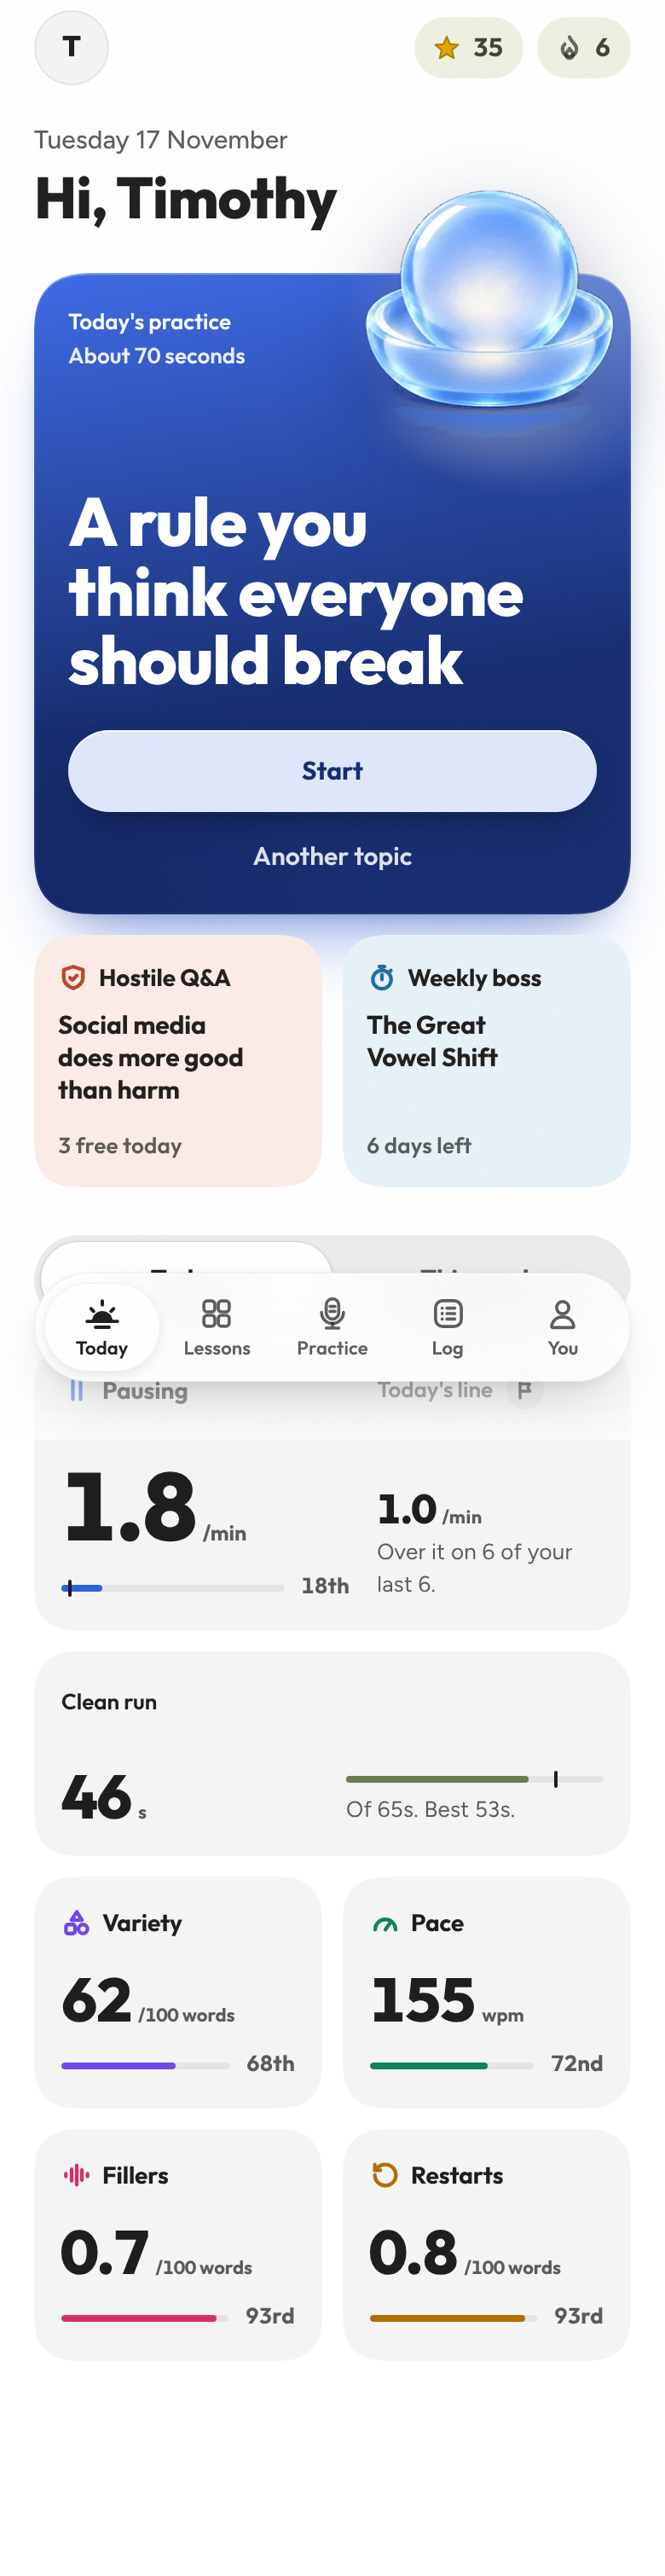 T
35
6
Tuesday 17 November
Hi, Timothy
Today's practice
About 70 seconds
A rule you
think everyone
should break
Start
Another topic
Hostile Q&A
Social media
does more good
than harm
3 free today
Weekly boss
The Great
Vowel Shift
6 days left
Today
Lessons
Practice
Log
You
Pausing
1.8 /min
18th
Today's line
1.0 /min
Over it on 6 of your
last 6.
Clean run
46 s
Of 65s. Best 53s.
Variety
62 /100 words
68th
Pace
155 wpm
72nd
Fillers
0.7 /100 words
93rd
Restarts
0.8 /100 words
93rd